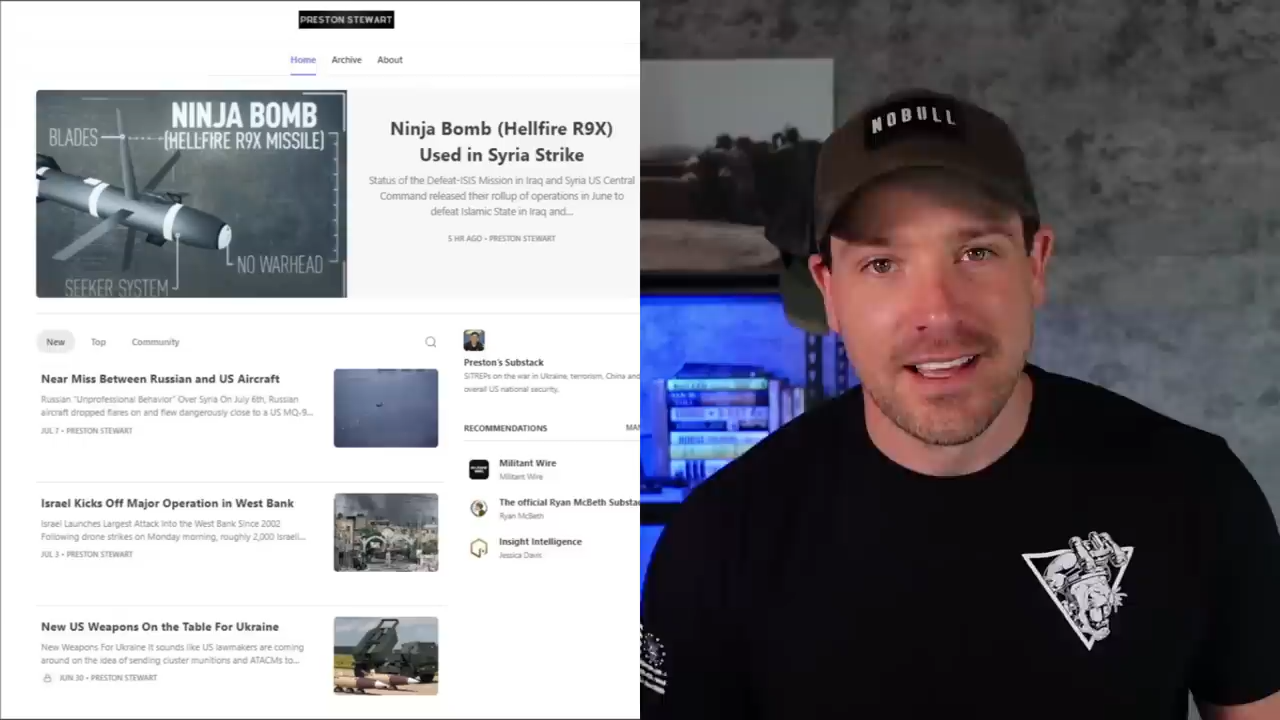 PRESTON STEWART
Home Archive About
NINJA BOMB
(HELLFIRE R9X MISSILE)
BLADES
NO WARHEAD
SEEKER SYSTEM
Ninja Bomb (Hellfire R9X)
Used in Syria Strike
Status of the Defeat-ISIS Mission in Iraq and Syria US Central
Command released their rollup of operations in June to
defeat Islamic State in Iraq and...
5 HR AGO • PRESTON STEWART
New Top Community
Near Miss Between Russian and US Aircraft
Russian "Unprofessional Behavior" Over Syria On July 6th, Russian
aircraft dropped flares on and flew dangerously close to a US MQ-9...
JUL 7 • PRESTON STEWART
Israel Kicks Off Major Operation in West Bank
Israel Launches Largest Attack Into the West Bank Since 2002
Following drone strikes on Monday morning, roughly 2,000 Israeli...
JUL 3 • PRESTON STEWART
New US Weapons On the Table For Ukraine
New Weapons For Ukraine It sounds like US lawmakers are coming
around on the idea of sending cluster munitions and ATACMs to...
JUN 30 • PRESTON STEWART
Preston's Substack
SITREPs on the war in Ukraine, terrorism, China and
overall US national security.
RECOMMENDATIONS
Militant Wire
Militant Wire
The official Ryan McBeth
Ryan McBeth
Insight Intelligence
Jessica Davis
NOBULL